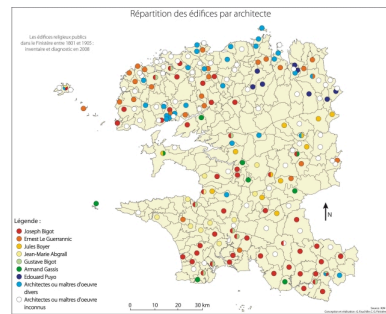 Répartition des édifices par architecte
Les édifices religieux publics
dans le Finistère entre 1801 et 1905 :
inventaire et diagnostic en 2008
N
Légende :
Joseph Bigot
Ernest Le Guerannic
Jules Boyer
Jean-Marie Abgrall
Gustave Bigot
Armand Gassis
Edouard Puyo
Architectes ou maîtres d'oeuvre
divers
Architectes ou maîtres d'oeuvre
inconnus
0 10 20 30 km